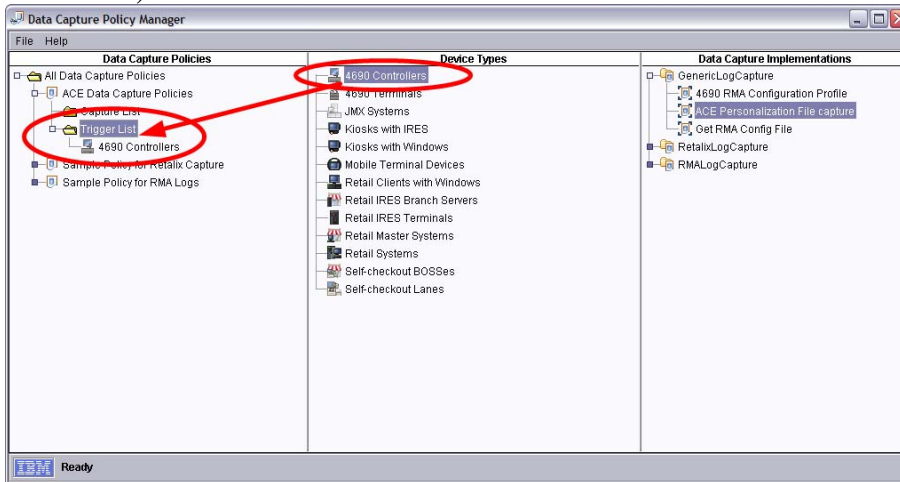 Data Capture Policy Manager
File Help
Data Capture Policies
All Data Capture Policies
ACE Data Capture Policies
Capture List
Trigger List
4690 Controllers
Sample Policy for Retalix Capture
Sample Policy for RMA Logs
Device Types
4690 Controllers
4690 Terminals
JMX Systems
Kiosks with IRES
Kiosks with Windows
Mobile Terminal Devices
Retail Clients with Windows
Retail IRES Branch Servers
Retail IRES Terminals
Retail Master Systems
Retail Systems
Self-checkout BOSSes
Self-checkout Lanes
Data Capture Implementations
GenericLogCapture
4690 RMA Configuration Profile
ACE Personalization File capture
Get RMA Config File
RetalixLogCapture
RMALogCapture
IBM Ready